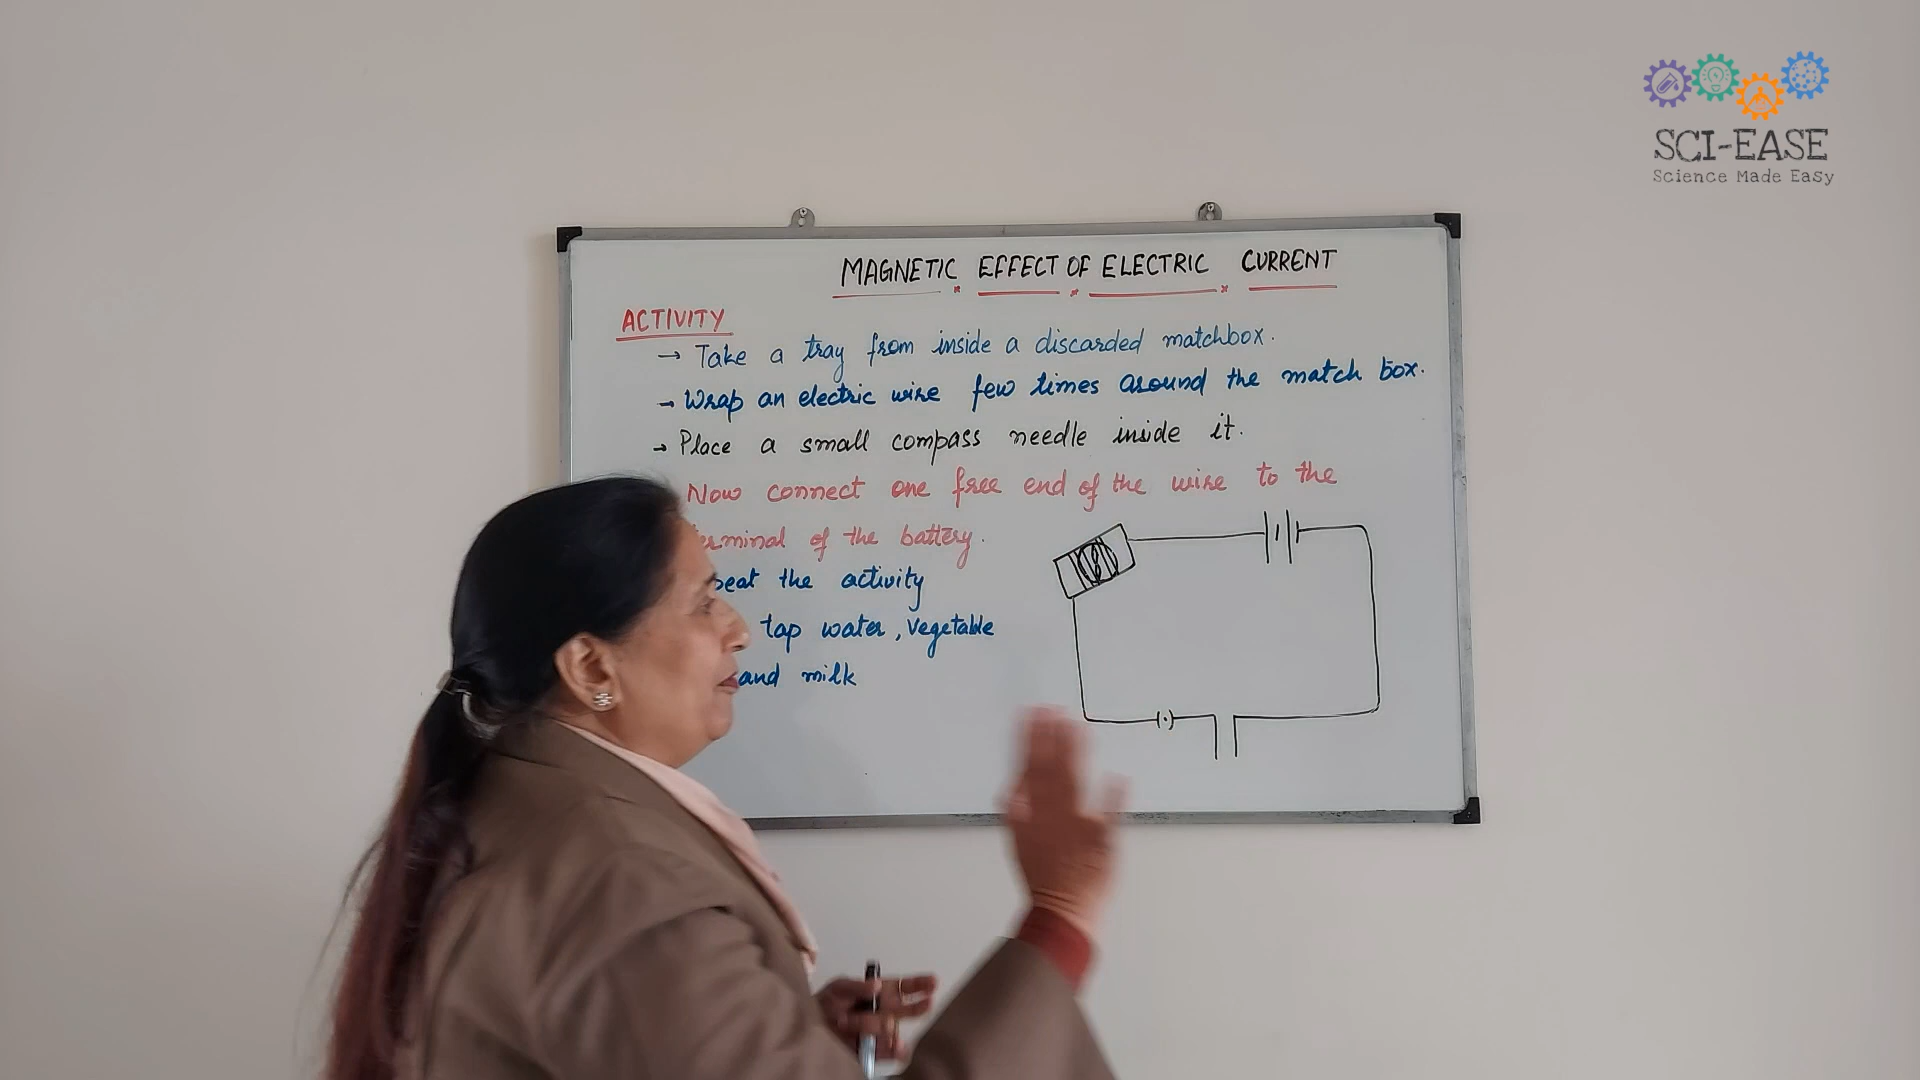 SCI-EASE
Science Made Easy
MAGNETIC EFFECT OF ELECTRIC CURRENT
ACTIVITY
→ Take a tray from inside a discarded matchbox.
→ Wrap an electric wire few times around the match box.
→ Place a small compass needle inside it.
Now connect one free end of the wire to the
erminal of the battery.
peat the activity
tap water, vegetable
and milk